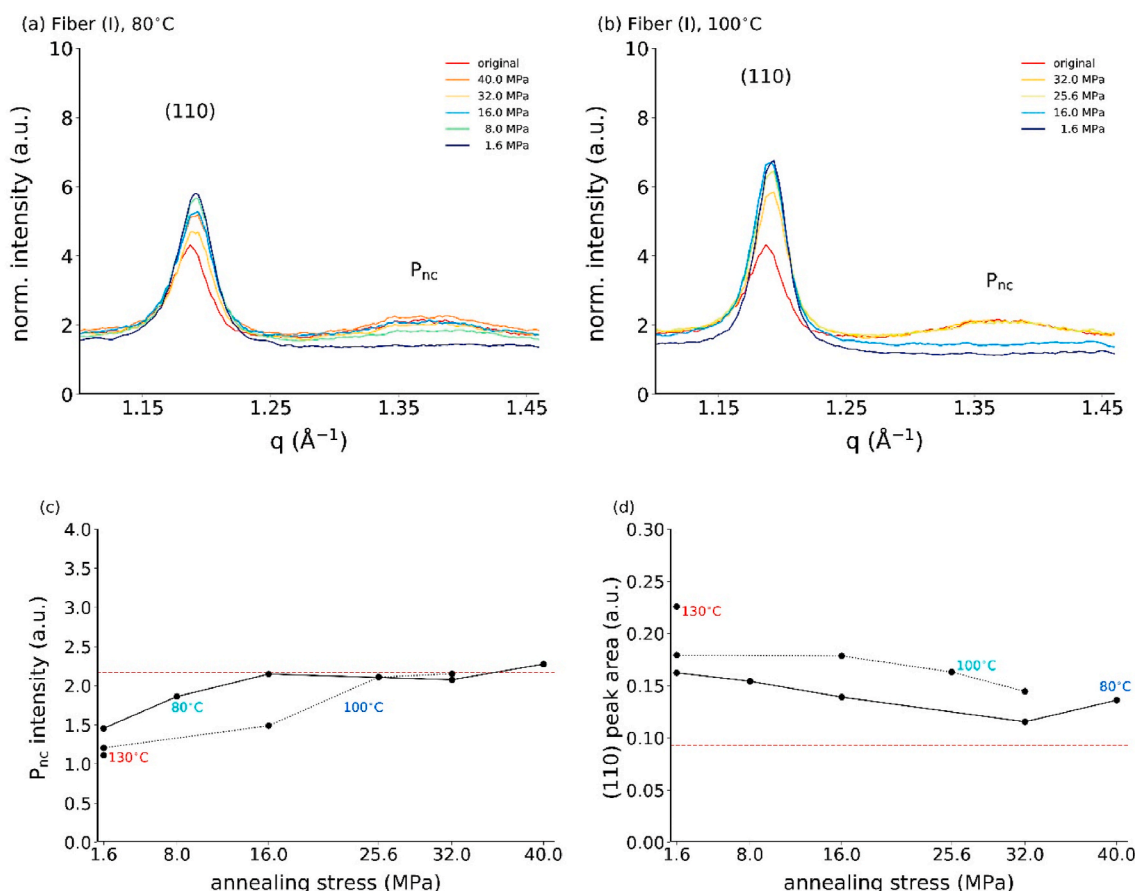 (a) Fiber (I), 80°C
10
8
6
4
2
0
norm. intensity (a.u.)
(110)
P_nc
original
40.0 MPa
32.0 MPa
16.0 MPa
8.0 MPa
1.6 MPa
1.15 1.25 1.35 1.45
q (Å⁻¹)
(b) Fiber (I), 100°C
10
8
6
4
2
0
norm. intensity (a.u.)
(110)
P_nc
original
32.0 MPa
25.6 MPa
16.0 MPa
1.6 MPa
1.15 1.25 1.35 1.45
q (Å⁻¹)
(c)
4.0
3.5
3.0
2.5
2.0
1.5
1.0
0.5
0.0
P_nc intensity (a.u.)
80°C
100°C
130°C
1.6 8.0 16.0 25.6 32.0 40.0
annealing stress (MPa)
(d)
0.30
0.25
0.20
0.15
0.10
0.05
0.00
(110) peak area (a.u.)
130°C
100°C
80°C
1.6 8.0 16.0 25.6 32.0 40.0
annealing stress (MPa)